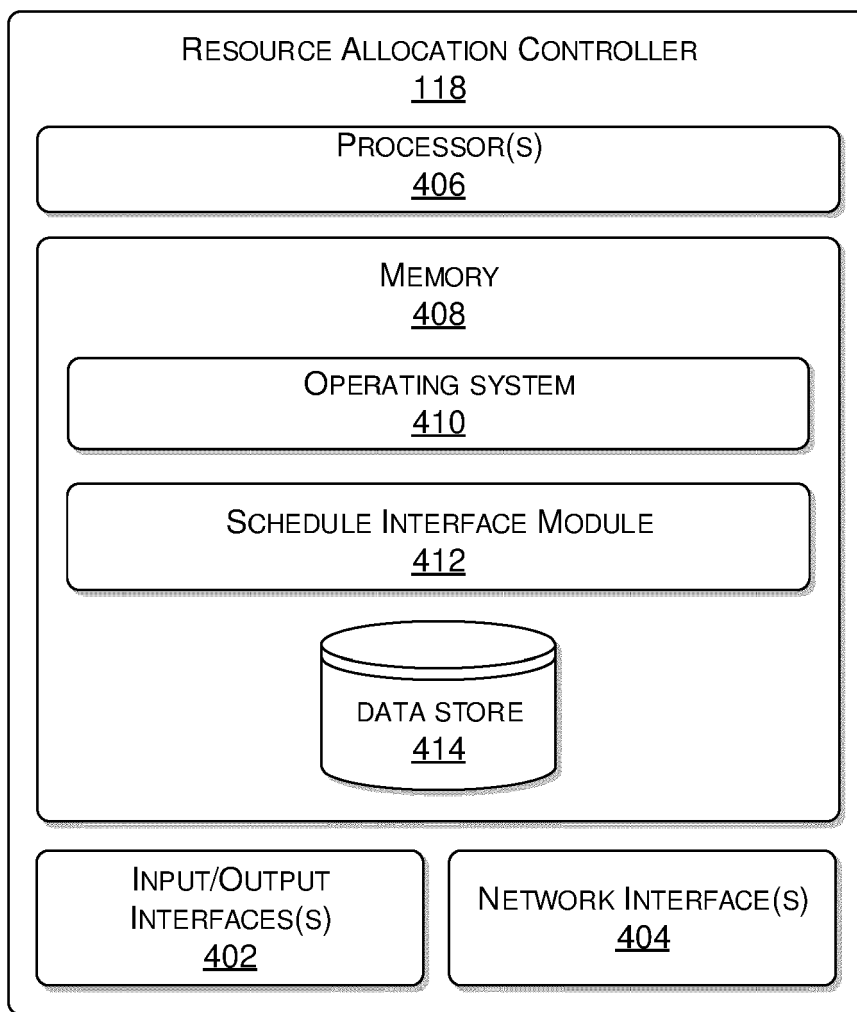 RESOURCE ALLOCATION CONTROLLER
118
PROCESSOR(S)
406
MEMORY
408
OPERATING SYSTEM
410
SCHEDULE INTERFACE MODULE
412
DATA STORE
414
INPUT/OUTPUT
INTERFACES(S)
402
NETWORK INTERFACE(S)
404